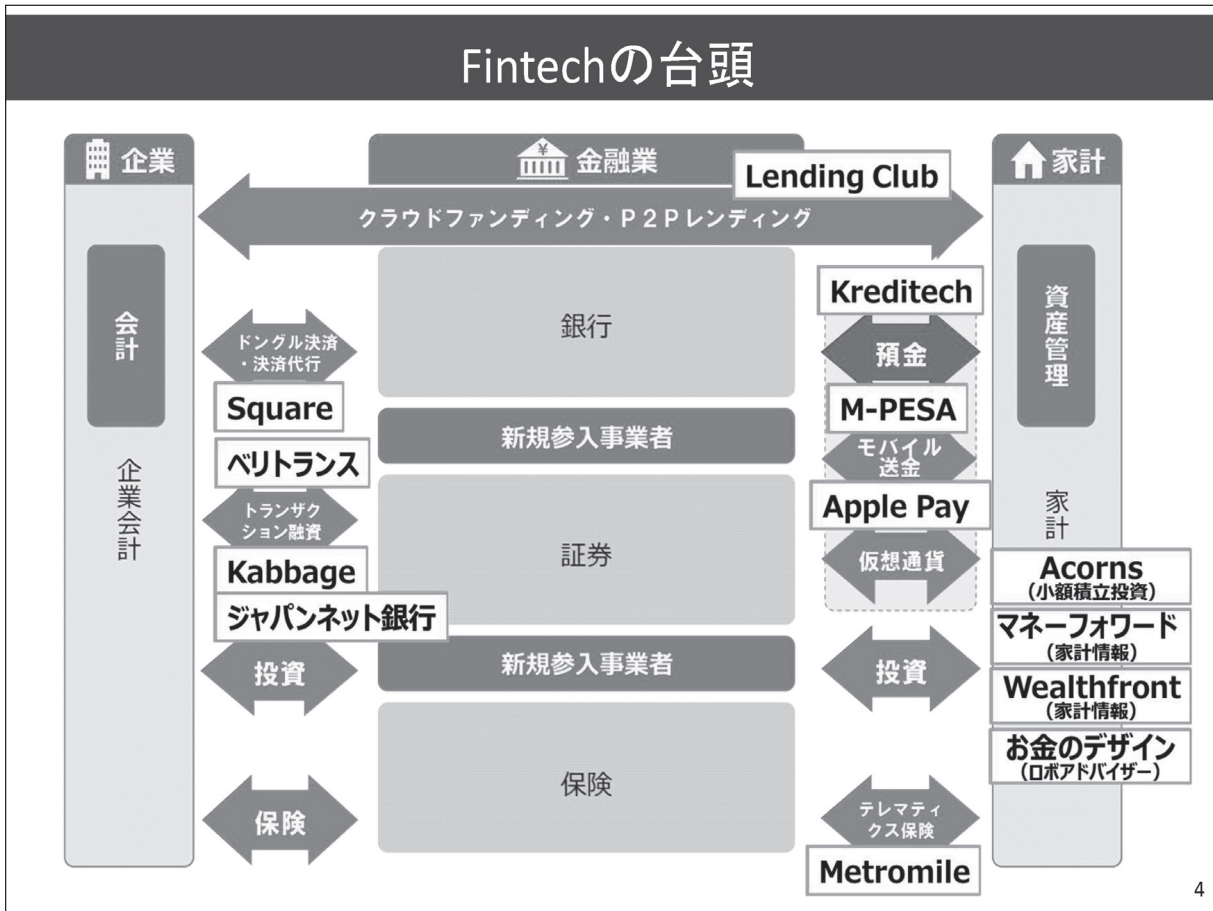 Fintechの台頭
企業
金融業
家計
Lending Club
クラウドファンディング・P2Pレンディング
会計
企業会計
ドングル決済
・決済代行
Square
ベリトランス
トランザク
ション融資
Kabbage
ジャパンネット銀行
投資
保険
銀行
新規参入事業者
証券
新規参入事業者
保険
Kreditech
預金
M-PESA
モバイル
送金
Apple Pay
仮想通貨
投資
テレマティ
クス保険
Metromile
資産管理
家計
Acorns
(小額積立投資)
マネーフォワード
(家計情報)
Wealthfront
(家計情報)
お金のデザイン
(ロボアドバイザー)
4